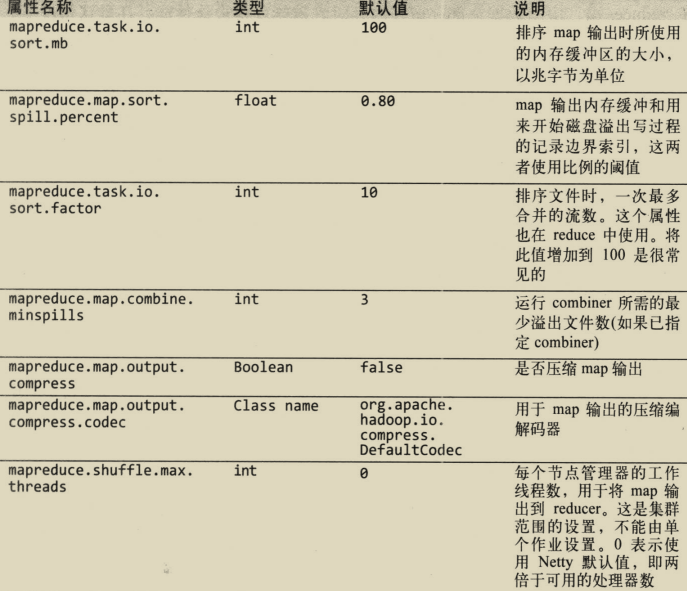 属性名称 类型 默认值 说明
mapreduce.task.io. int 100 排序 map 输出时所使用
sort.mb 的内存缓冲区的大小，
以兆字节为单位
mapreduce.map.sort. float 0.80 map 输出内存缓冲和用
spill.percent 来开始磁盘溢出写过程
的记录边界索引，这两
者使用比例的阈值
mapreduce.task.io. int 10 排序文件时，一次最多
sort.factor 合并的流数。这个属性
也在 reduce 中使用。将
此值增加到 100 是很常
见的
mapreduce.map.combine. int 3 运行 combiner 所需的最
minspills 少溢出文件数(如果已指
定 combiner)
mapreduce.map.output. Boolean false 是否压缩 map 输出
compress
mapreduce.map.output. Class name org.apache. 用于 map 输出的压缩编
compress.codec hadoop.io. 解码器
compress.
DefaultCodec
mapreduce.shuffle.max. int 0 每个节点管理器的工作
threads 线程数，用于将 map 输
出到 reducer。这是集群
范围的设置，不能由单
个作业设置。0 表示使
用 Netty 默认值，即两
倍于可用的处理器数